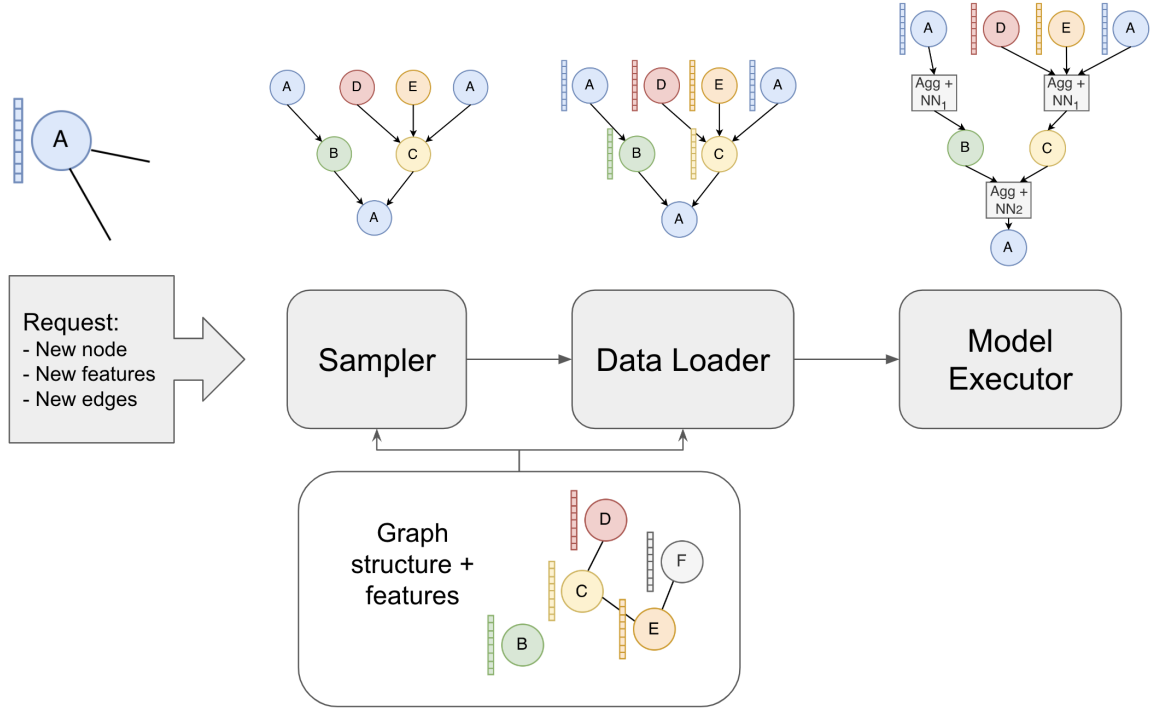 A
Request:
- New node
- New features
- New edges
A
D
E
A
B
C
A
Sampler
A
D
E
A
B
C
A
Data Loader
A
D
E
A
Agg +
NN1
Agg +
NN1
B
C
Agg +
NN2
A
Model
Executor
Graph
structure +
features
D
F
C
E
B